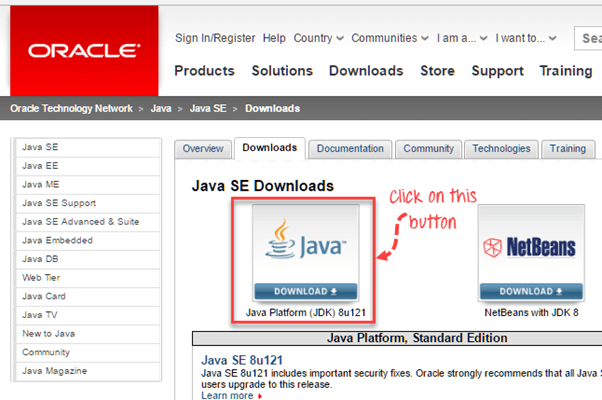 ORACLE
Sign In/Register Help Country Communities I am a... I want to...
Products Solutions Downloads Store Support Training
Oracle Technology Network > Java > Java SE > Downloads
Java SE
Java EE
Java ME
Java SE Support
Java SE Advanced & Suite
Java Embedded
Java DB
Web Tier
Java Card
Java TV
New to Java
Community
Java Magazine
Overview Downloads Documentation Community Technologies Training
Java SE Downloads
Click on this
button
Java™
DOWNLOAD
Java Platform (JDK) 8u121
NetBeans
DOWNLOAD
NetBeans with JDK 8
Java Platform, Standard Edition
Java SE 8u121
Java SE 8u121 includes important security fixes. Oracle strongly recommends that all Java
users upgrade to this release.
Learn more